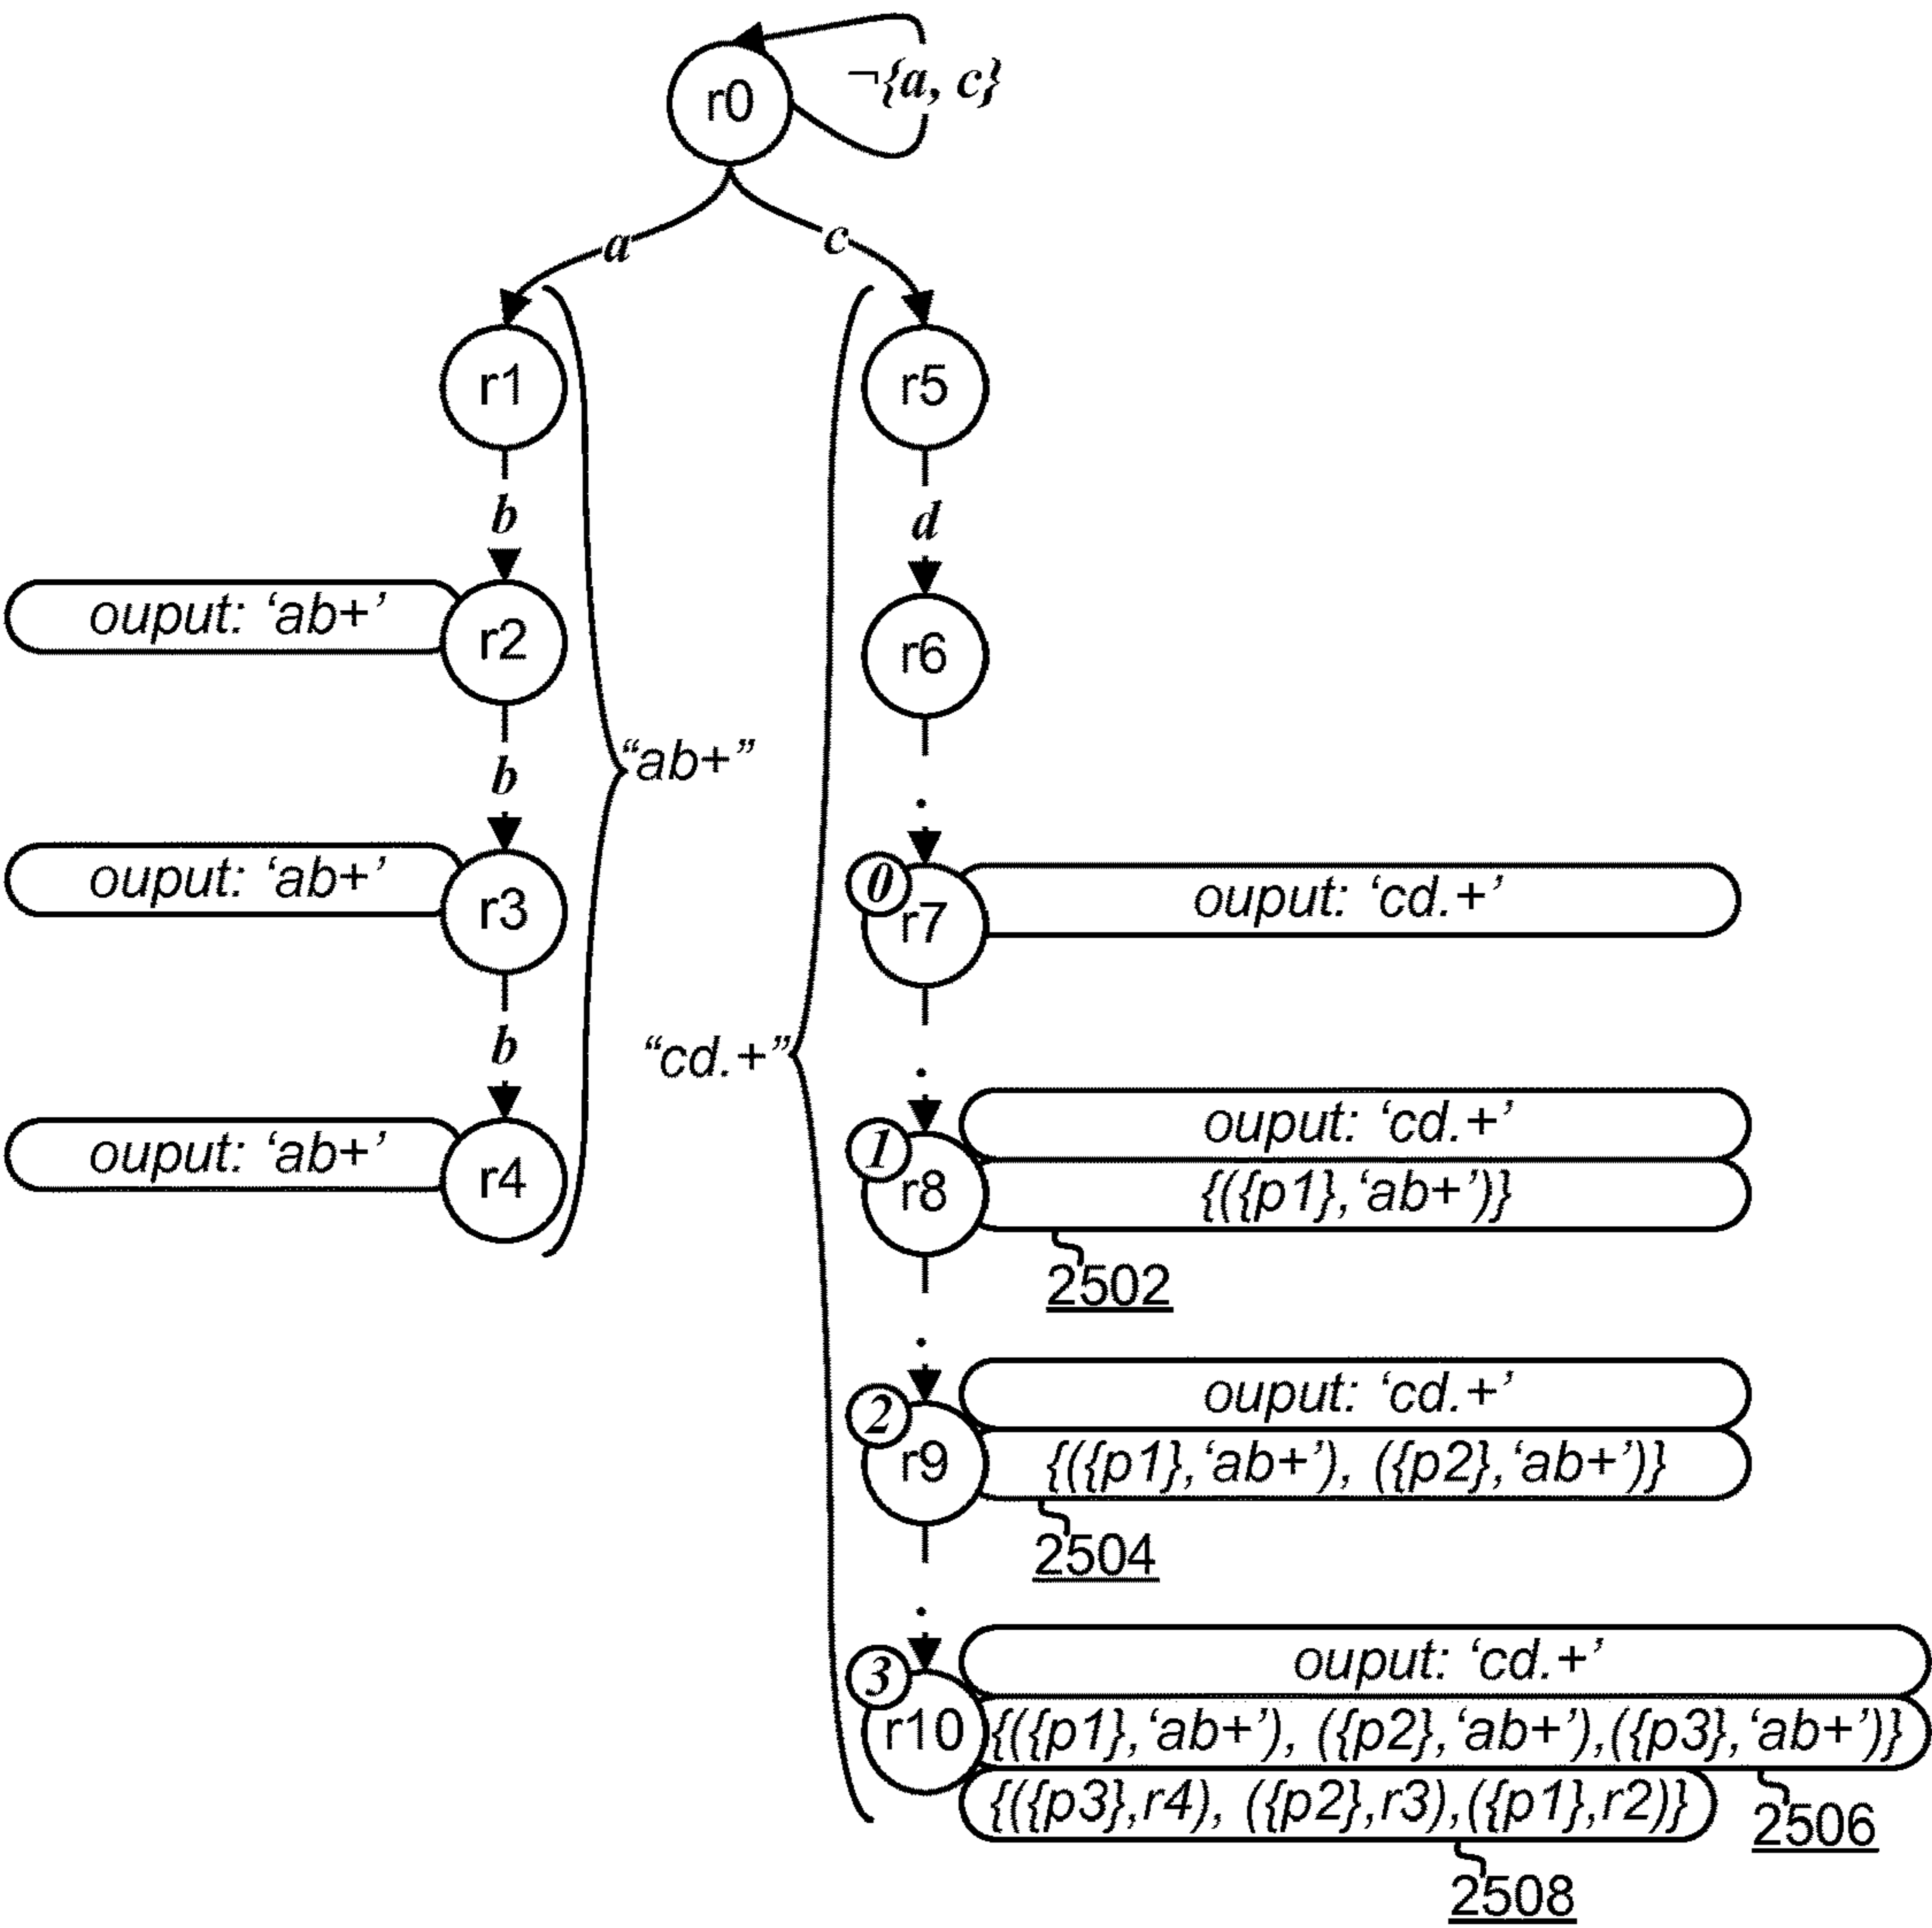 r0
¬{a, c}
a
c
r1
r5
b
d
ouput: ‘ab+’
r2
r6
“ab+”
b
.
ouput: ‘ab+’
r3
0
r7
ouput: ‘cd.+’
b
“cd.+”
.
ouput: ‘ab+’
r4
1
r8
ouput: ‘cd.+’
{({p1},‘ab+’)}
2502
.
2
r9
ouput: ‘cd.+’
{({p1},‘ab+’), ({p2},‘ab+’)}
2504
.
3
r10
ouput: ‘cd.+’
{({p1},‘ab+’), ({p2},‘ab+’),({p3},‘ab+’)}
{({p3},r4), ({p2},r3),({p1},r2)}
2506
2508